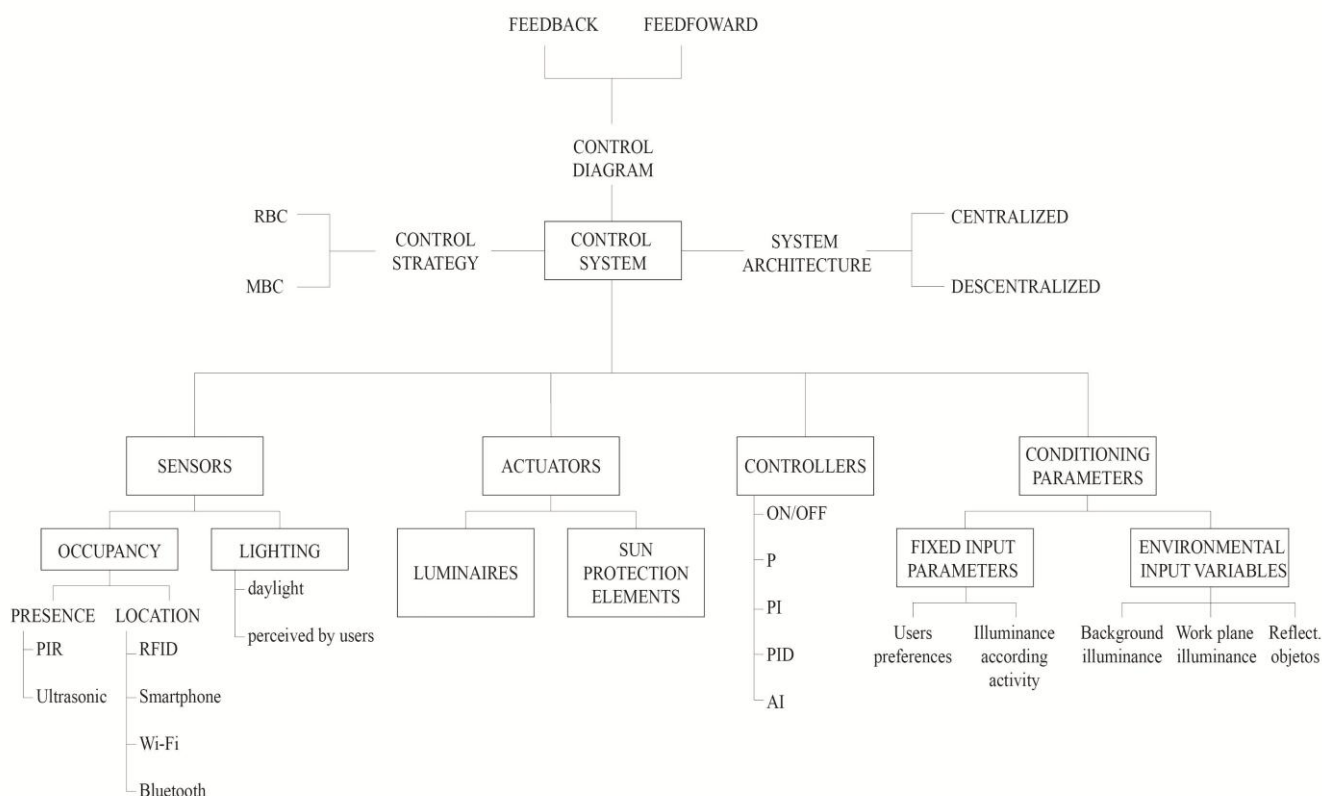 FEEDBACK FEEDFOWARD
CONTROL
DIAGRAM
RBC
MBC
CONTROL
STRATEGY
CONTROL
SYSTEM
SYSTEM
ARCHITECTURE
CENTRALIZED
DESCENTRALIZED
SENSORS
ACTUATORS
CONTROLLERS
CONDITIONING
PARAMETERS
OCCUPANCY
LIGHTING
PRESENCE
PIR
Ultrasonic
LOCATION
RFID
Smartphone
Wi-Fi
Bluetooth
daylight
perceived by users
LUMINAIRES
SUN
PROTECTION
ELEMENTS
ON/OFF
P
PI
PID
AI
FIXED INPUT
PARAMETERS
Users
preferences
Illuminance
according
activity
ENVIRONMENTAL
INPUT VARIABLES
Background
illuminance
Work plane
illuminance
Reflect.
objetos